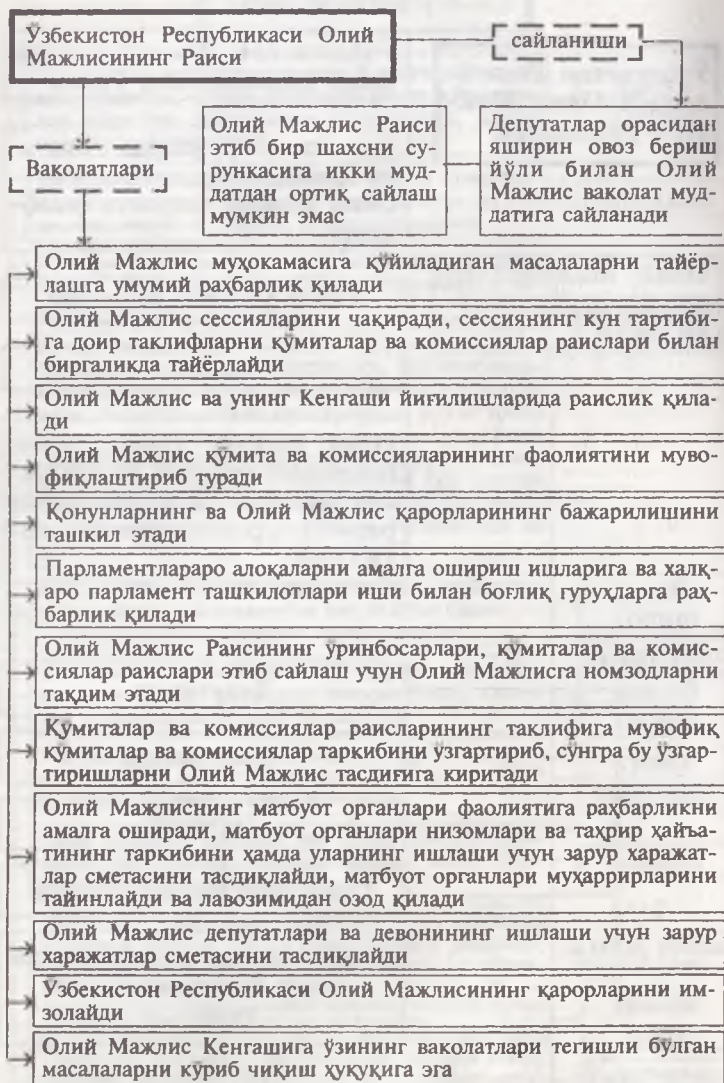 Ўзбекистон Республикаси Олий
Мажлисининг Раиси
сайланиши
Ваколатлари
Олий Мажлис Раиси
этиб бир шахсни су-
рункасига икки муд-
датдан ортиқ сайлаш
мумкин эмас
Депутатлар орасидан
яширин овоз бериш
йўли билан Олий
Мажлис ваколат муд-
датига сайланади
Олий Мажлис муҳокамасига қўйиладиган масалаларни тайёр-
лашга умумий раҳбарлик қилади
Олий Мажлис сессияларини чақиради, сессиянинг кун тартиби-
га доир таклифларни қўмиталар ва комиссиялар раислари билан
биргаликда тайёрлайди
Олий Мажлис ва унинг Кенгаши йиғилишларида раислик қила-
ди
Олий Мажлис қўмита ва комиссияларининг фаолиятини муво-
фиқлаштириб туради
Қонунларнинг ва Олий Мажлис қарорларининг бажарилишини
ташкил этади
Парламентлараро алоқаларни амалга ошириш ишларига ва халқ-
аро парламент ташкилотлари иши билан боғлиқ гуруҳларга раҳ-
барлик қилади
Олий Мажлис Раисининг ўринбосарлари, қўмиталар ва комис-
сиялар раислари этиб сайлаш учун Олий Мажлисга номзодларни
тақдим этади
Қўмиталар ва комиссиялар раисларининг таклифига мувофиқ
қўмиталар ва комиссиялар таркибини ўзгартириб, сўнгра бу ўзгар-
тиришларни Олий Мажлис тасдиғига киритади
Олий Мажлиснинг матбуот органлари фаолиятига раҳбарликни
амалга оширади, матбуот органлари низомлари ва таҳрир ҳайъа-
тининг таркибини ҳамда уларнинг ишлаши учун зарур харажат-
лар сметасини тасдиқлайди, матбуот органлари муҳаррирларини
тайинлайди ва лавозимидан озод қилади
Олий Мажлис депутатлари ва девонининг ишлаши учун зарур
харажатлар сметасини тасдиқлайди
Ўзбекистон Республикаси Олий Мажлисининг қарорларини им-
золайди
Олий Мажлис Кенгашига ўзининг ваколатлари тегишли бўлган
масалаларни кўриб чиқиш ҳуқуқига эга